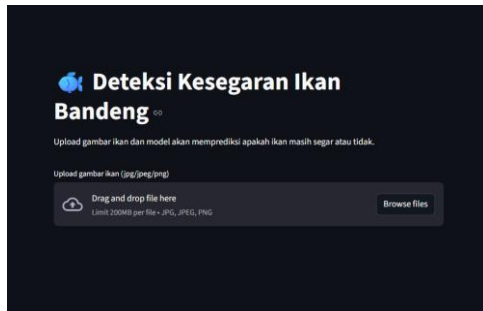 Deteksi Kesegaran Ikan
Bandeng
Upload gambar ikan dan model akan memprediksi apakah ikan masih segar atau tidak.
Upload gambar ikan (jpg/jpeg/png)
Drag and drop file here
Limit 200MB per file • JPG, JPEG, PNG
Browse files